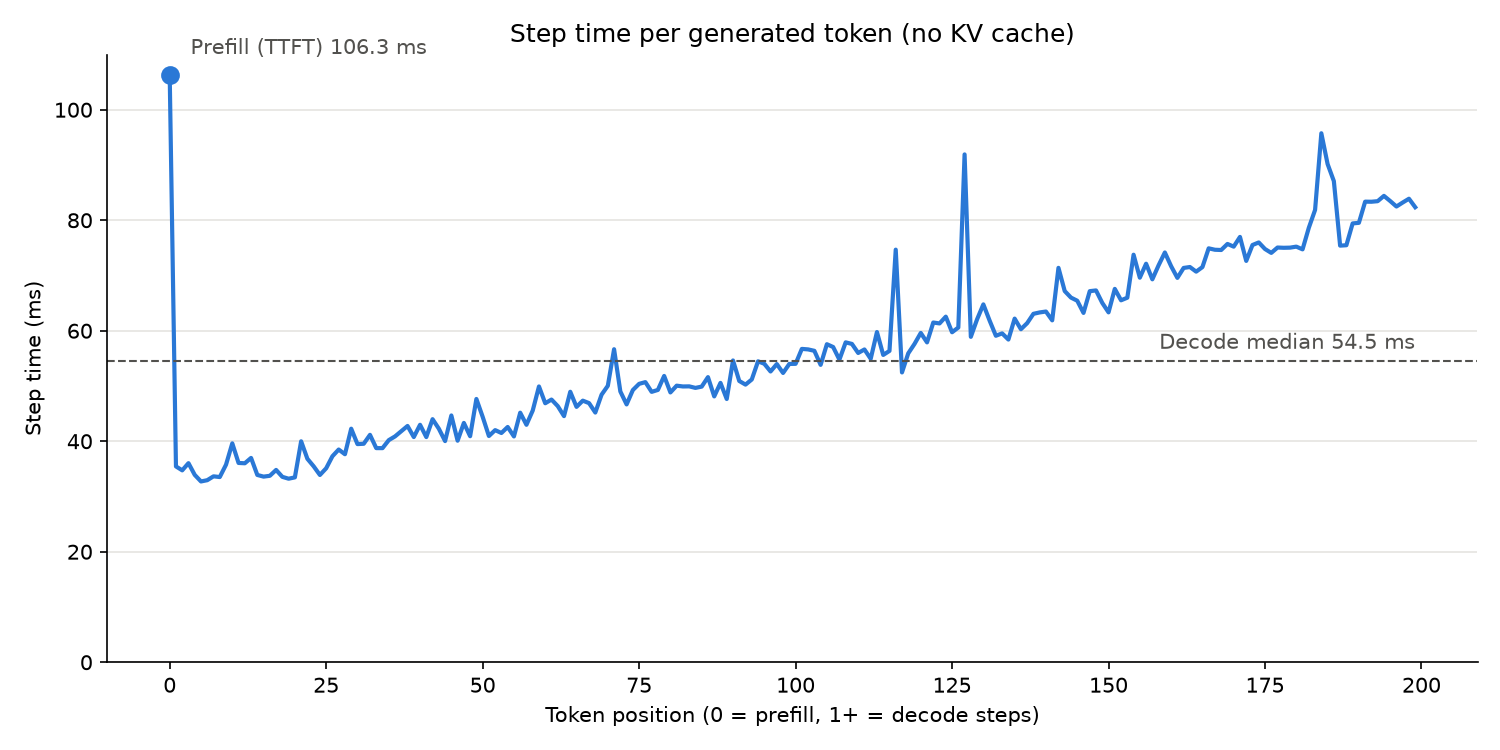 Step time per generated token (no KV cache)
Prefill (TTFT) 106.3 ms
Decode median 54.5 ms
Step time (ms)
100
80
60
40
20
0
0 25 50 75 100 125 150 175 200
Token position (0 = prefill, 1+ = decode steps)